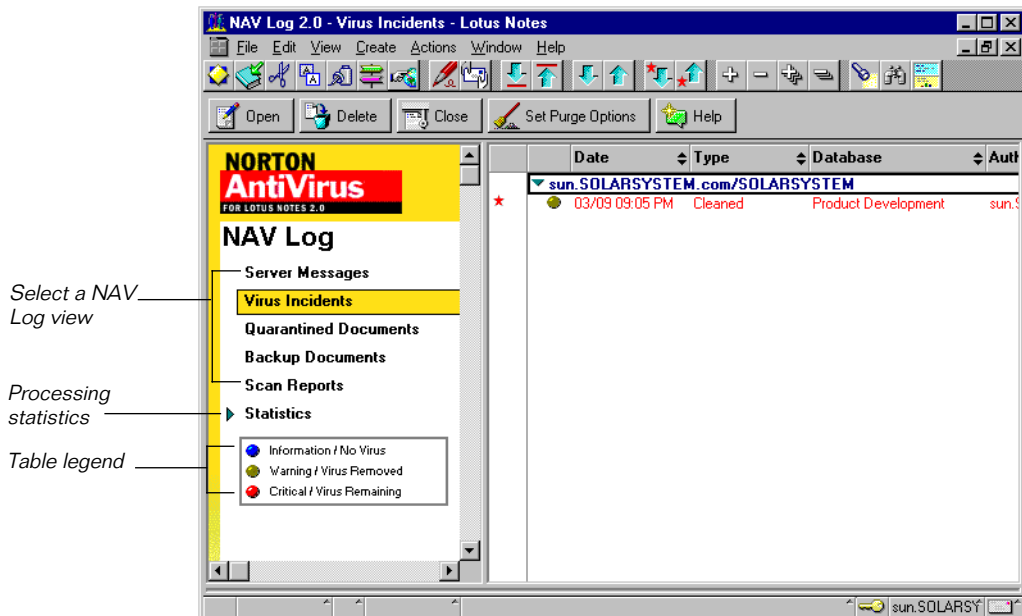 NAV Log 2.0 - Virus Incidents - Lotus Notes
File Edit View Create Actions Window Help
Open Delete Close Set Purge Options Help
NORTON
AntiVirus
FOR LOTUS NOTES 2.0
NAV Log
Server Messages
Virus Incidents
Quarantined Documents
Backup Documents
Scan Reports
Statistics
Information / No Virus
Warning / Virus Removed
Critical / Virus Remaining
Date Type Database Auth
sun.SOLARSYSTEM.com/SOLARSYSTEM
03/09 09:05 PM Cleaned Product Development sun.S
Select a NAV
Log view
Processing
statistics
Table legend
sun.SOLARSY